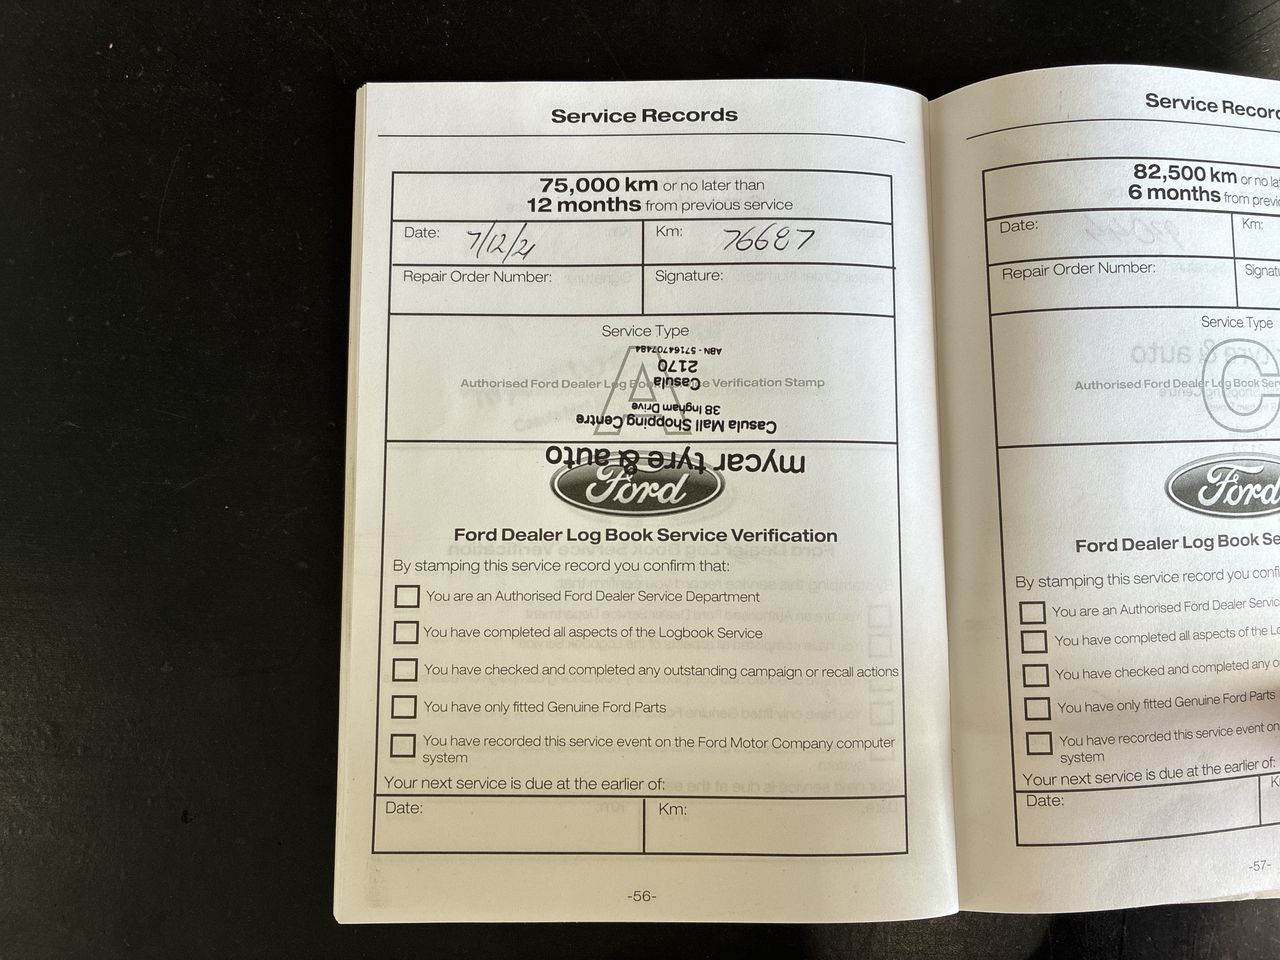 Service Records
75,000 km or no later than
12 months from previous service
Date: 7/12/21
Km: 76687
Repair Order Number:
Signature:
Service Type
A
Authorised Ford Dealer Log Book Service Verification Stamp
mycar tyre & auto
Casula Mall Shopping Centre
38 Ingham Drive
Casula
2170
ABN - 57164707484
Ford
Ford Dealer Log Book Service Verification
By stamping this service record you confirm that:
You are an Authorised Ford Dealer Service Department
You have completed all aspects of the Logbook Service
You have checked and completed any outstanding campaign or recall actions
You have only fitted Genuine Ford Parts
You have recorded this service event on the Ford Motor Company computer
system
Your next service is due at the earlier of:
Date:
Km:
-56-
Service
82,500 km or no
6 months from
Date:
Km:
Repair Order Number:
Service Type
C
Authorised Ford Dealer Log Book
Ford
Ford Dealer Log Book
By stamping this service record you
You are an Authorised Ford Dealer
You have completed all aspects of the
You have checked and completed any
You have only fitted Genuine Ford Parts
You have recorded this service event on
system
Your next service is due at the earlier of:
Date:
-57-